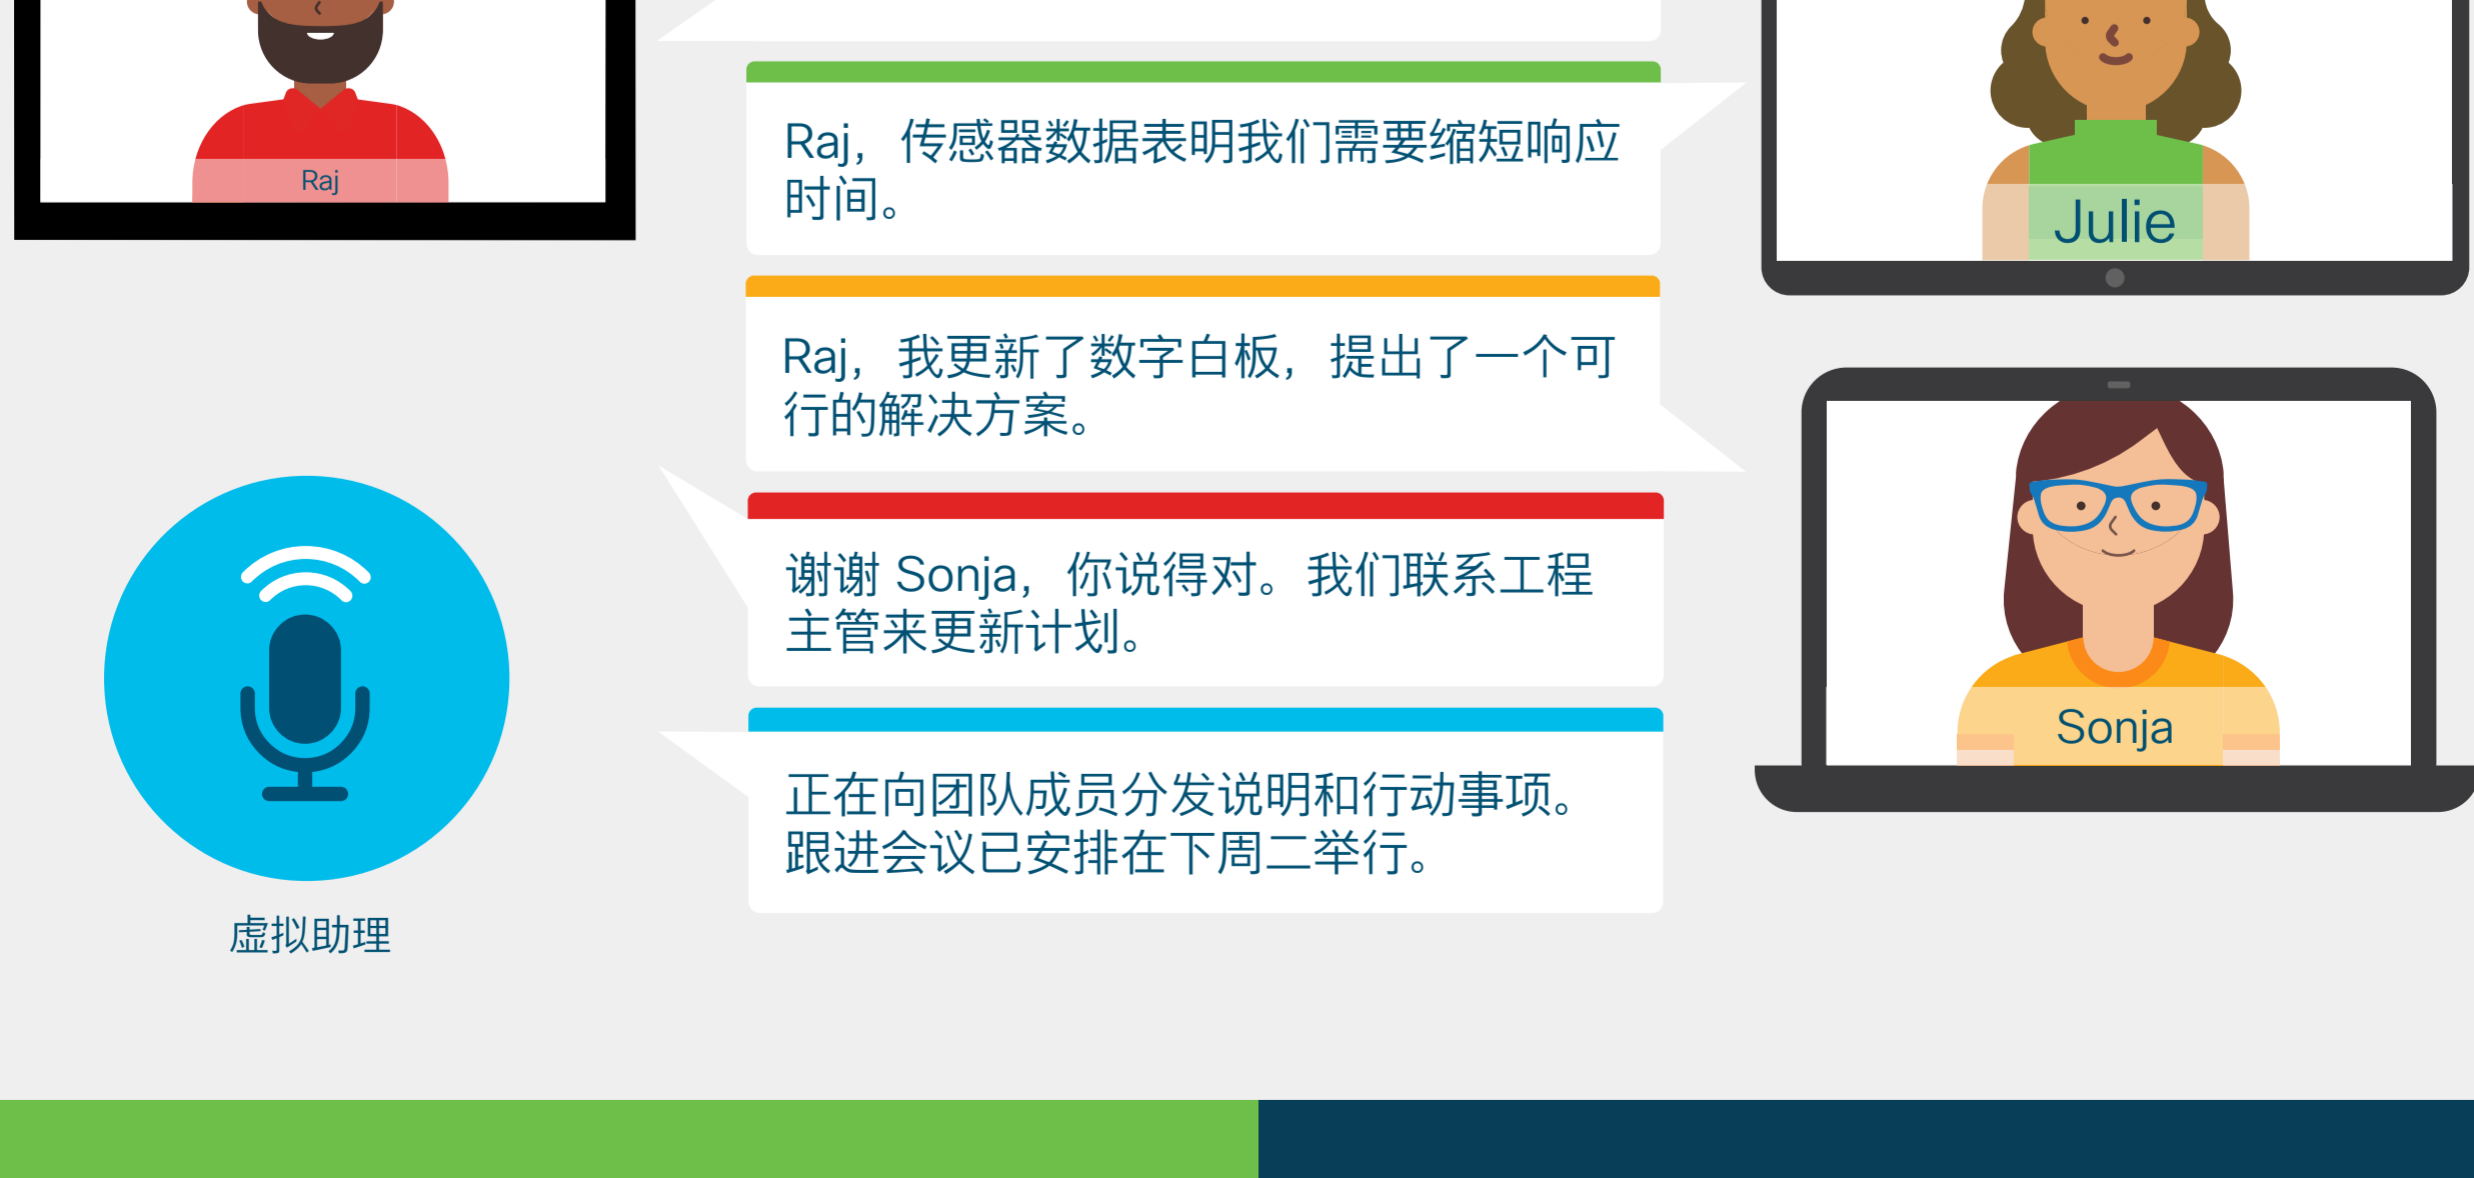 Raj
Raj，传感器数据表明我们需要缩短响应
时间。
Julie
Raj，我更新了数字白板，提出了一个可
行的解决方案。
Sonja
谢谢 Sonja，你说得对。我们联系工程
主管来更新计划。
正在向团队成员分发说明和行动事项。
跟进会议已安排在下周二举行。
虚拟助理